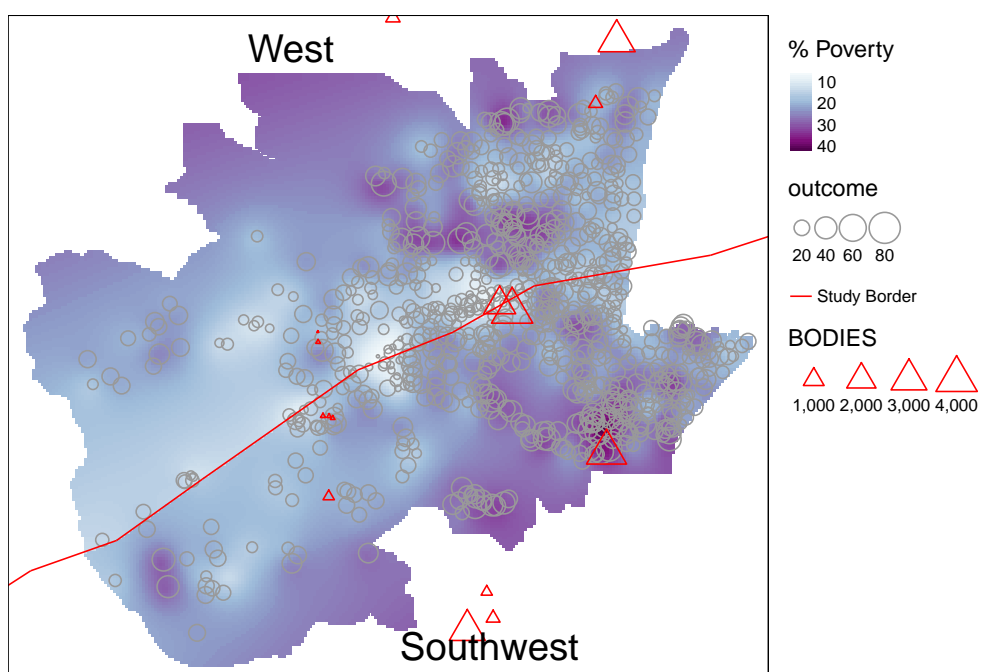 West
Southwest
% Poverty
10
20
30
40
outcome
20 40 60 80
Study Border
BODIES
1,000 2,000 3,000 4,000